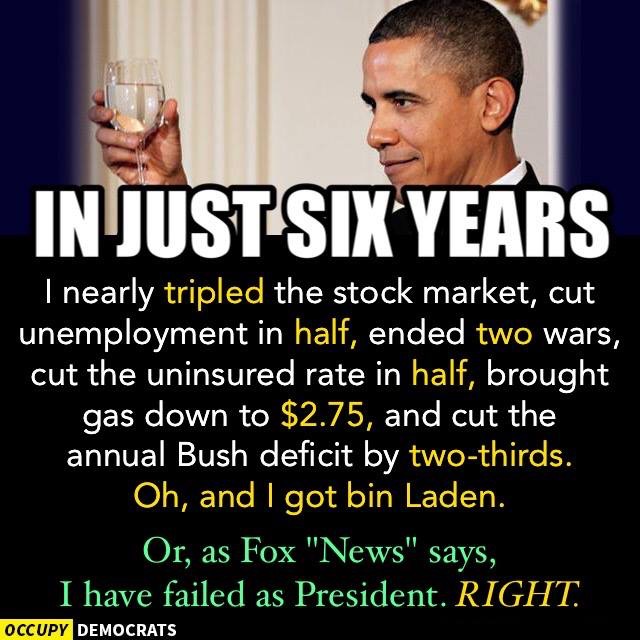 IN JUST SIX YEARS
I nearly tripled the stock market, cut
unemployment in half, ended two wars,
cut the uninsured rate in half, brought
gas down to $2.75, and cut the
annual Bush deficit by two-thirds.
Oh, and I got bin Laden.
Or, as Fox "News" says,
I have failed as President. RIGHT.
OCCUPY DEMOCRATS